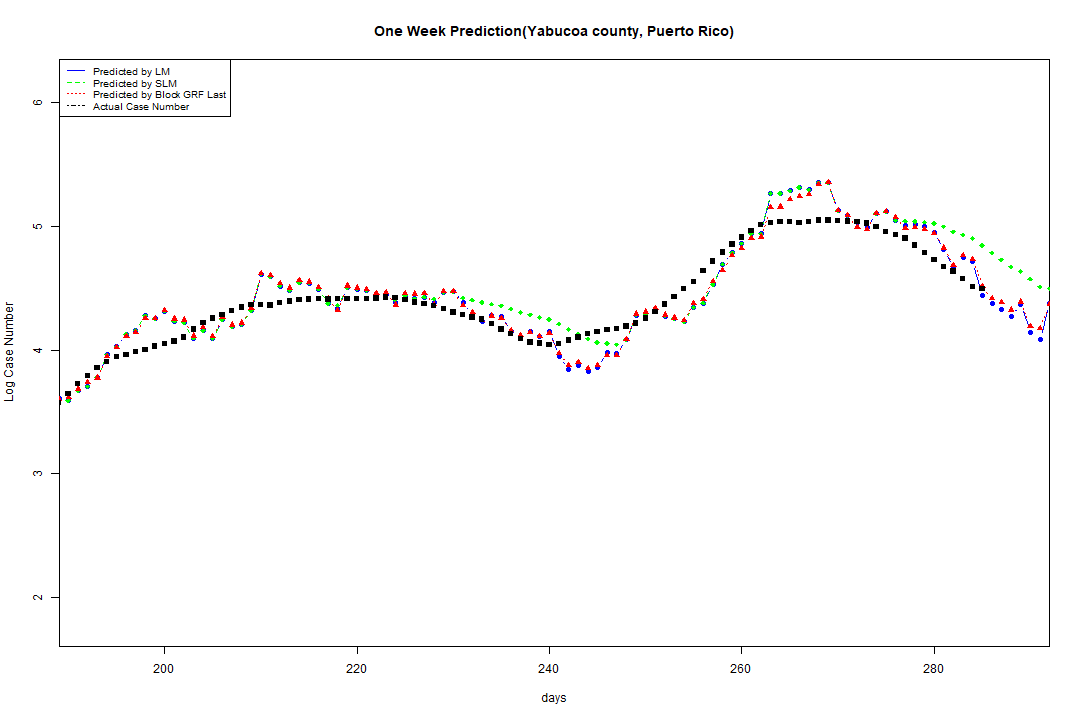 One Week Prediction(Yabucoa county, Puerto Rico)
Predicted by LM
Predicted by SLM
Predicted by Block GRF Last
Actual Case Number
6
5
4
3
2
Log Case Number
200 220 240 260 280
days